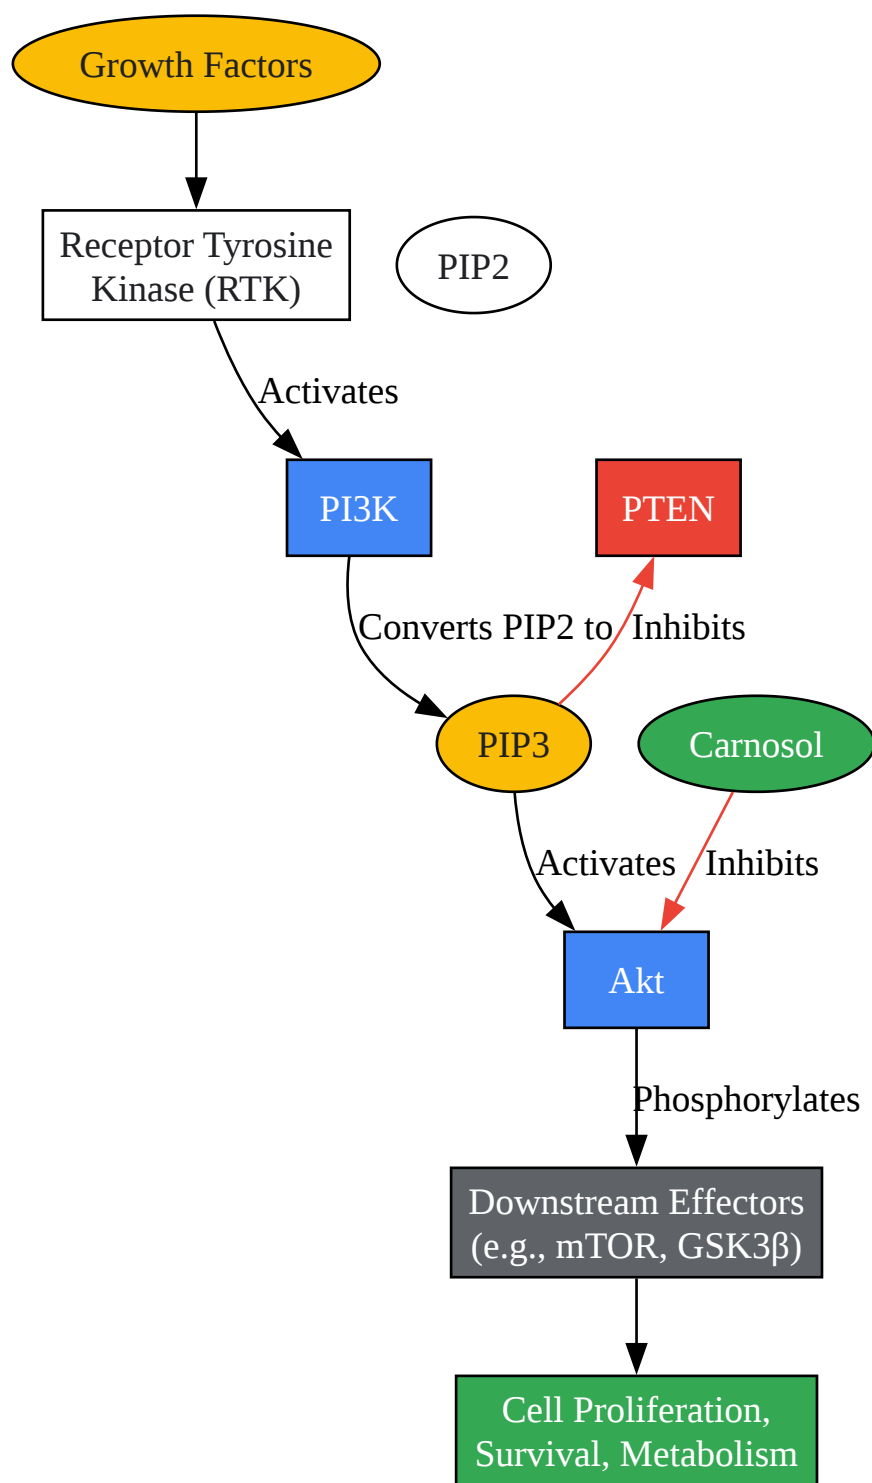 Growth Factors
Receptor Tyrosine
Kinase (RTK)
PIP2
Activates
PI3K
PTEN
Converts PIP2 to
Inhibits
PIP3
Carnosol
Activates
Inhibits
Akt
Phosphorylates
Downstream Effectors
(e.g., mTOR, GSK3β)
Cell Proliferation,
Survival, Metabolism